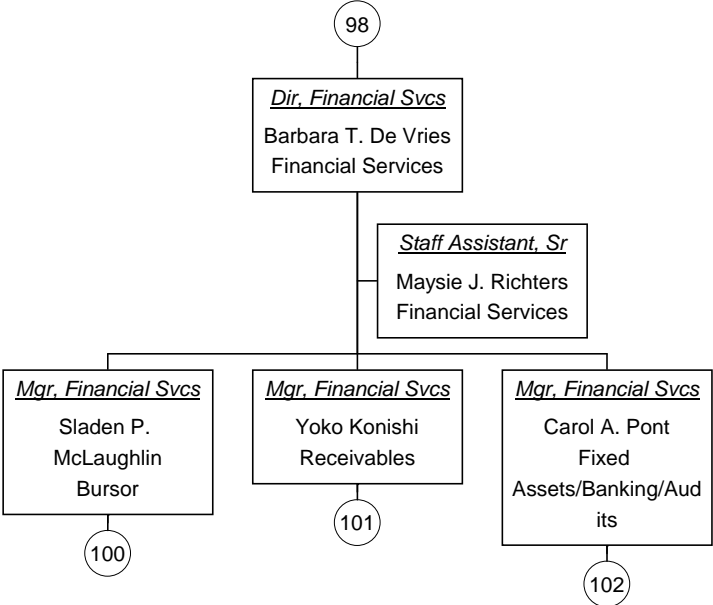 98
Dir, Financial Svcs
Barbara T. De Vries
Financial Services
Staff Assistant, Sr
Maysie J. Richters
Financial Services
Mgr, Financial Svcs
Sladen P.
McLaughlin
Bursor
100
Mgr, Financial Svcs
Yoko Konishi
Receivables
101
Mgr, Financial Svcs
Carol A. Pont
Fixed
Assets/Banking/Aud
its
102